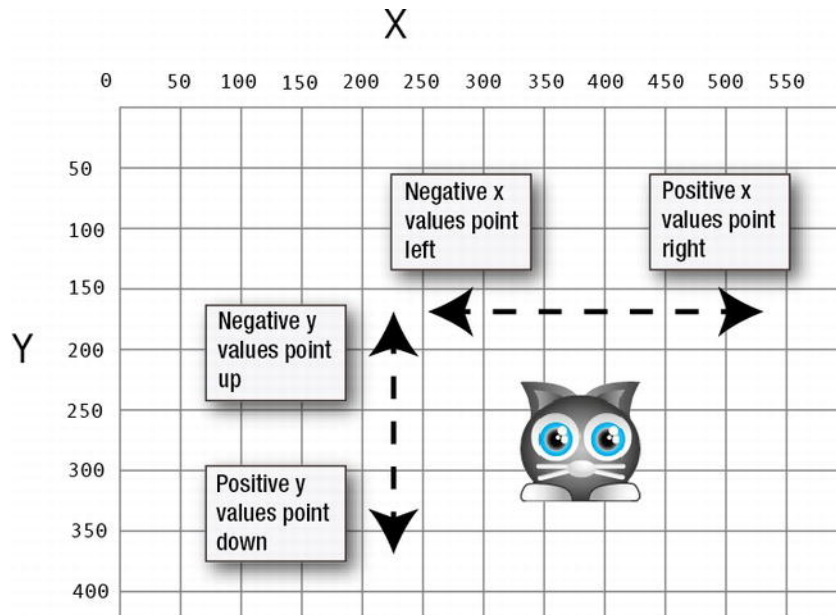 X
0 50 100 150 200 250 300 350 400 450 500 550
50
Negative x
values point
left
Positive x
values point
right
100
150
Negative y
values point
up
Y
200
250
300
Positive y
values point
down
350
400